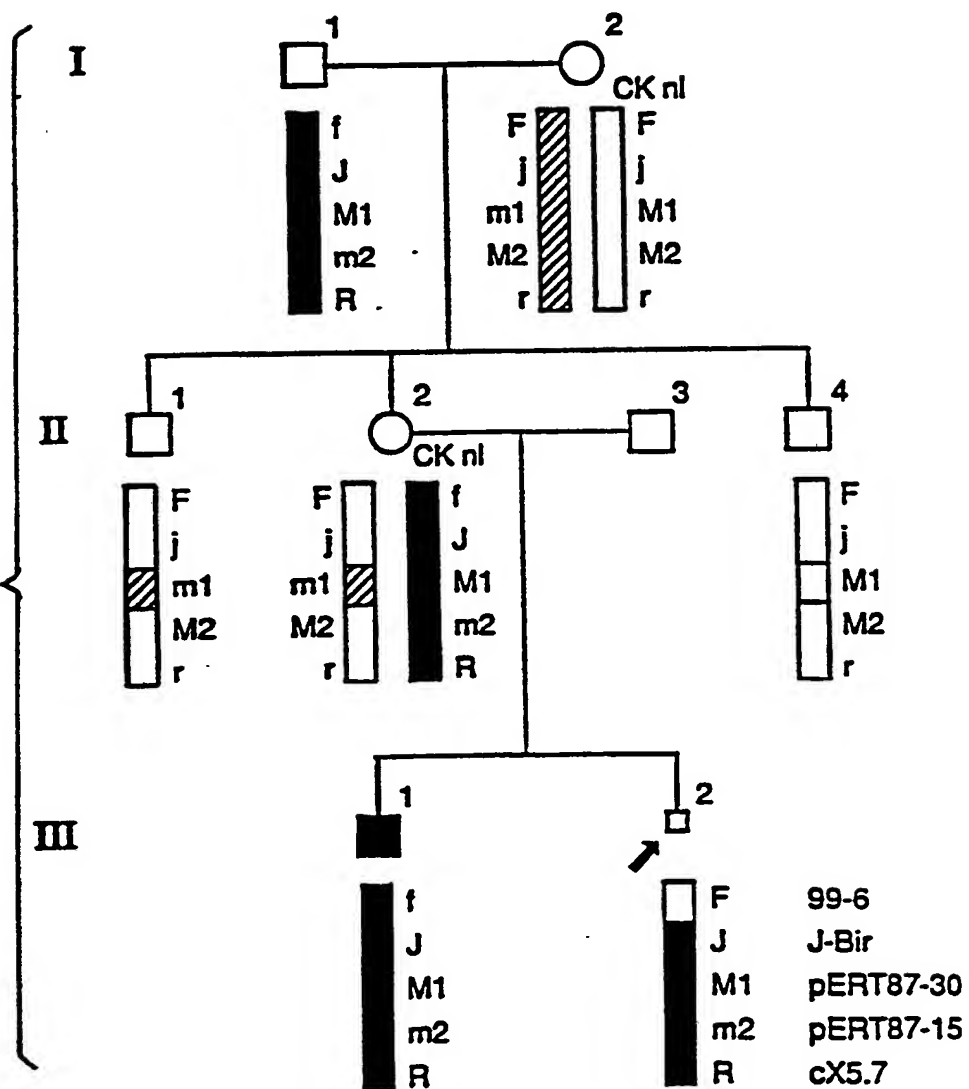 I
1
2
CK nl
f
J
M1
m2
R
F
j
m1
M2
r
F
j
M1
M2
r
II
1
2
3
4
CK nl
F
j
m1
M2
r
F
j
m1
M2
r
f
J
M1
m2
R
F
j
M1
M2
r
III
1
2
f
J
M1
m2
R
F 99-6
J J-Bir
M1 pERT87-30
m2 pERT87-15
R cX5.7